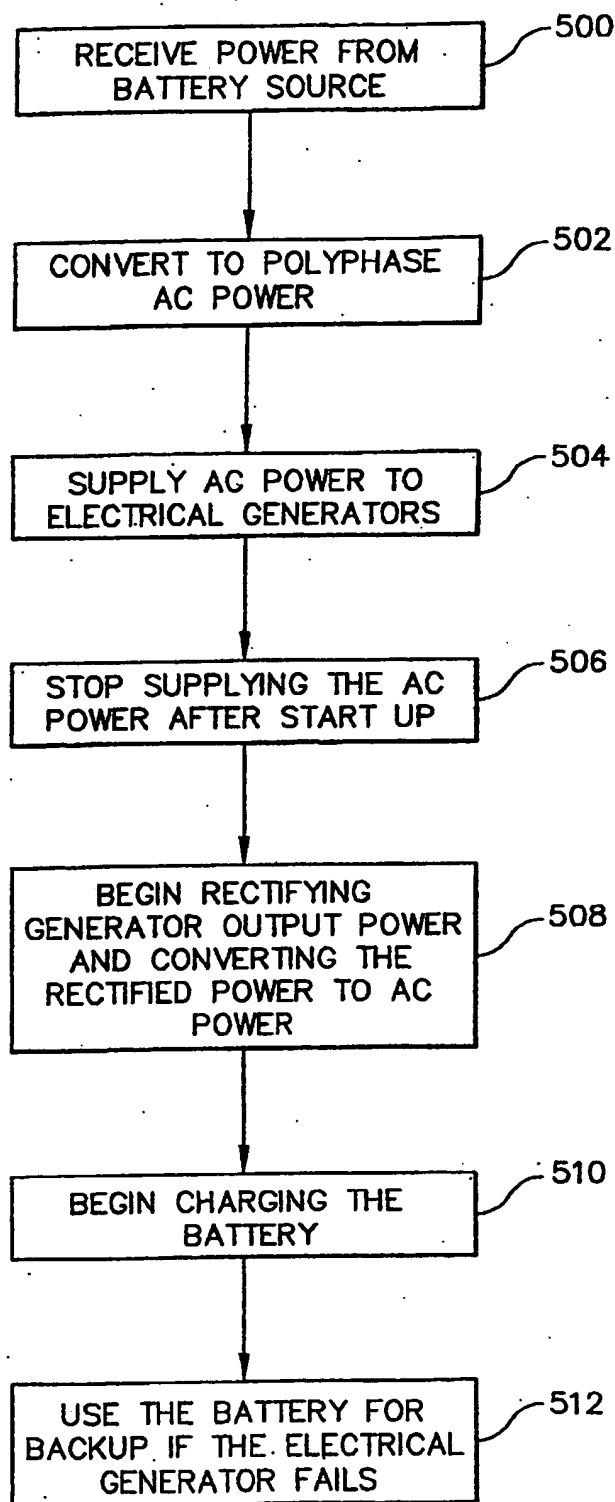 RECEIVE POWER FROM
BATTERY SOURCE
500
CONVERT TO POLYPHASE
AC POWER
502
SUPPLY AC POWER TO
ELECTRICAL GENERATORS
504
STOP SUPPLYING THE AC
POWER AFTER START UP
506
BEGIN RECTIFYING
GENERATOR OUTPUT POWER
AND CONVERTING THE
RECTIFIED POWER TO AC
POWER
508
BEGIN CHARGING THE
BATTERY
510
USE THE BATTERY FOR
BACKUP IF THE ELECTRICAL
GENERATOR FAILS
512